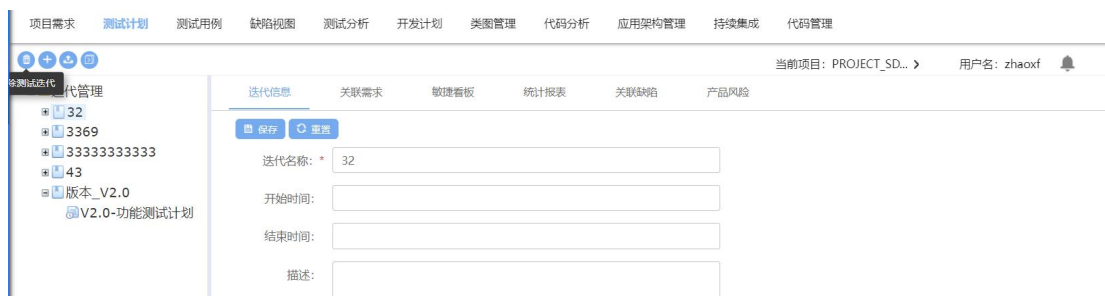 项目需求 测试计划 测试用例 缺陷视图 测试分析 开发计划 类图管理 代码分析 应用架构管理 持续集成 代码管理
当前项目：PROJECT_SD... 用户名：zhaoxf
除测试迭代
迭代管理
32
3369
33333333333
43
版本_V2.0
V2.0-功能测试计划
迭代信息 关联需求 敏捷看板 统计报表 关联缺陷 产品风险
保存 重置
迭代名称：* 32
开始时间：
结束时间：
描述：